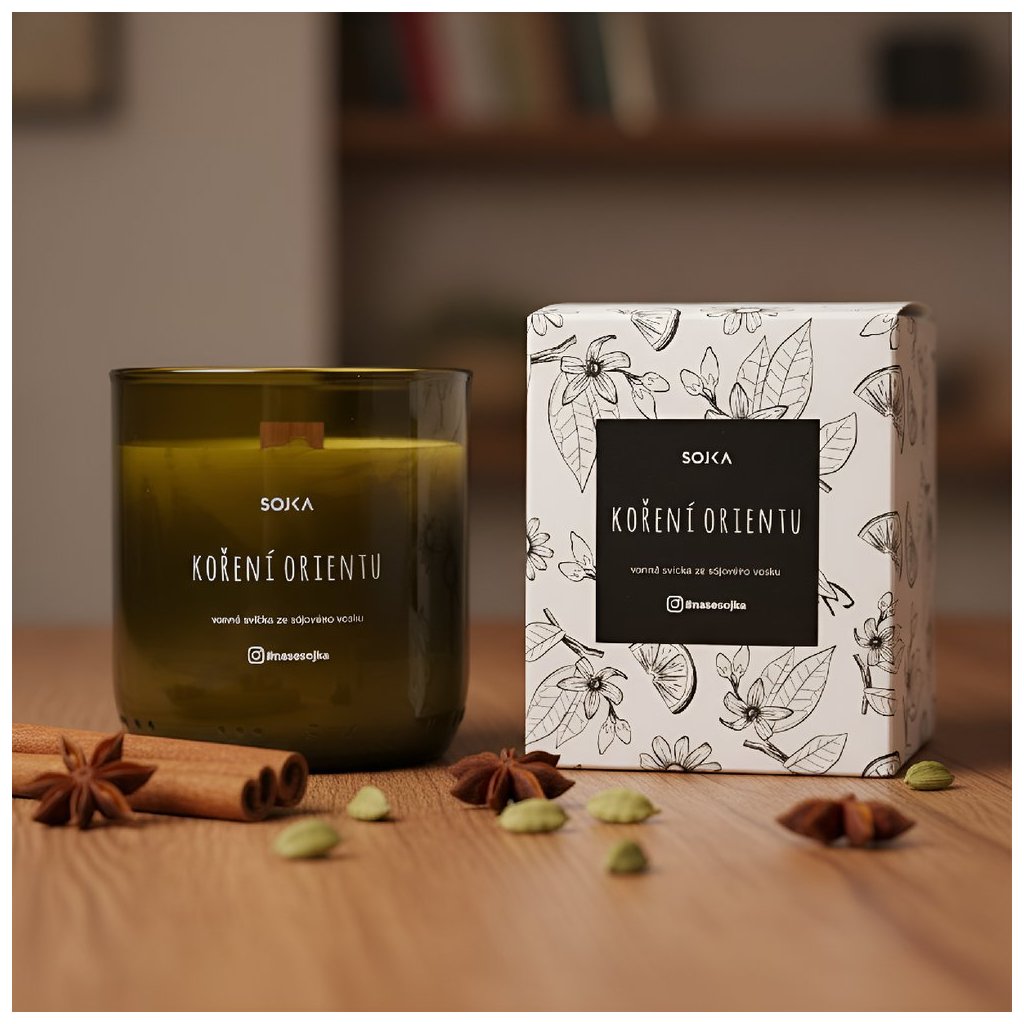 SOJKA
KOŘENÍ ORIENTU
vonná svíčka ze sójového vosku
#nasesojka
SOJKA
KOŘENÍ ORIENTU
vonná svíčka ze sójového vosku
#nasesojka